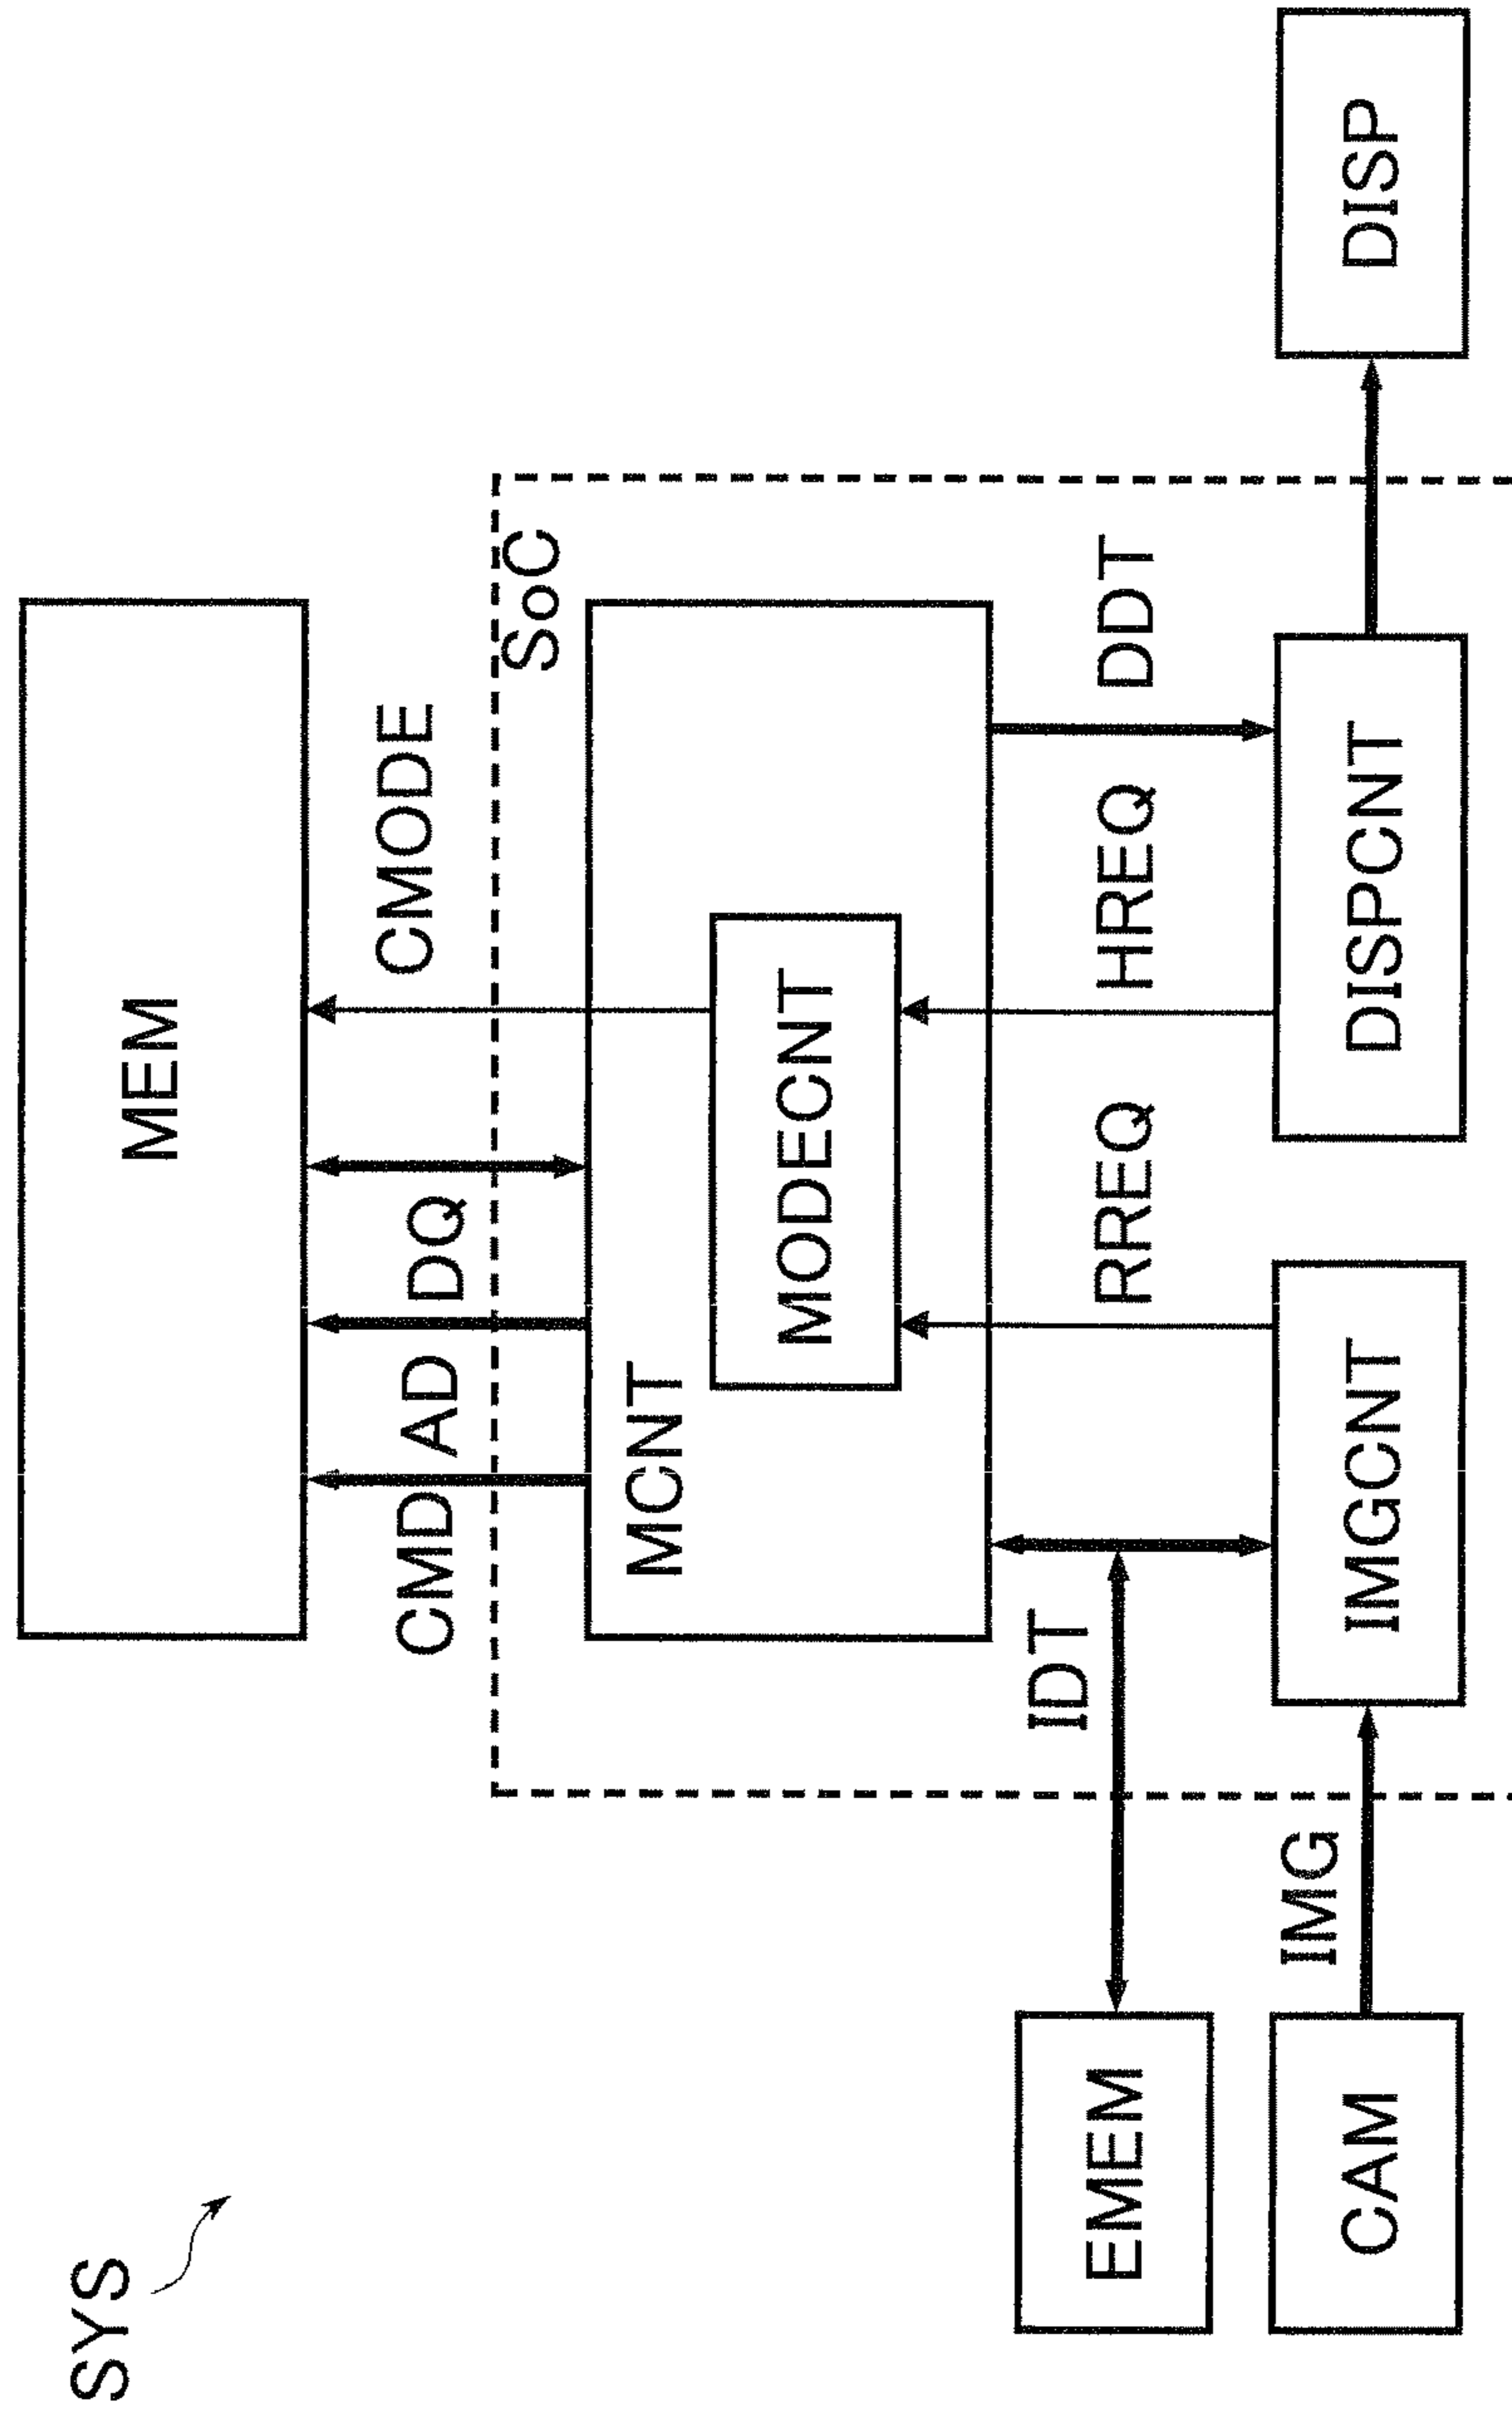 SYS
MEM
CMD
AD
DQ
CMODE
SoC
MCNT
MODECNT
IDT
RREQ
HREQ
DDT
EMEM
IMG
CAM
IMGCNT
DISPCNT
DISP